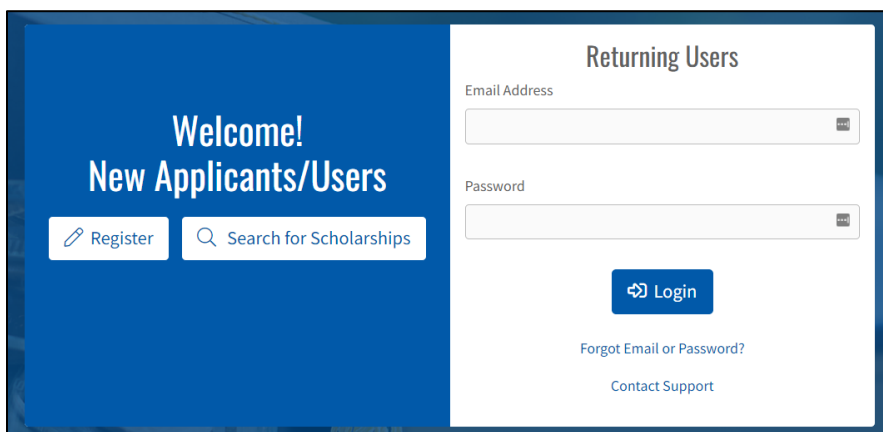 Welcome!
New Applicants/Users
Register
Search for Scholarships
Returning Users
Email Address
Password
Login
Forgot Email or Password?
Contact Support